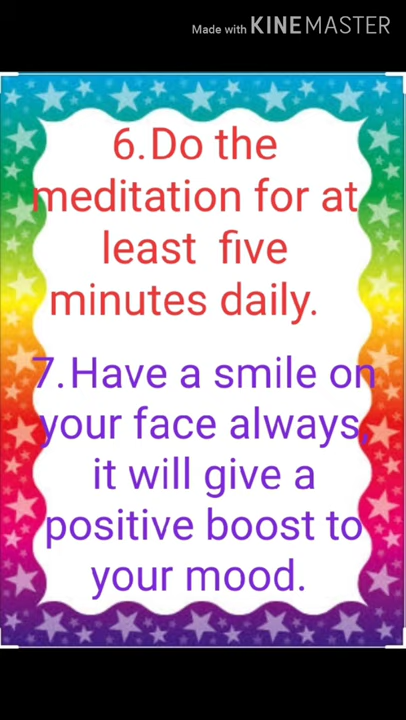 Made with KINEMASTER
6.Do the
meditation for at
least five
minutes daily.
7.Have a smile on
your face always,
it will give a
positive boost to
your mood.